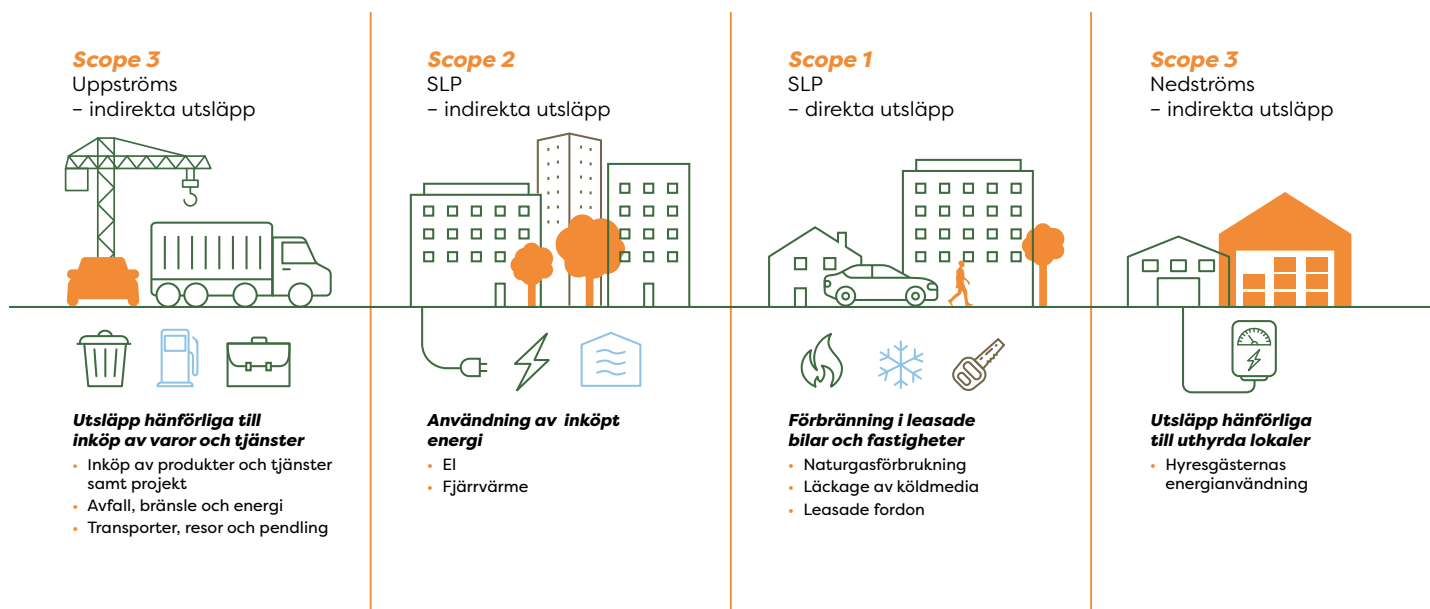 Scope 3
Uppströms
– indirekta utsläpp
Utsläpp hänförliga till
inköp av varor och tjänster
• Inköp av produkter och tjänster
samt projekt
• Avfall, bränsle och energi
• Transporter, resor och pendling
Scope 2
SLP
– indirekta utsläpp
Användning av inköpt
energi
• El
• Fjärrvärme
Scope 1
SLP
– direkta utsläpp
Förbränning i leasade
bilar och fastigheter
• Naturgasförbrukning
• Läckage av köldmedia
• Leasade fordon
Scope 3
Nedströms
– indirekta utsläpp
Utsläpp hänförliga
till uthyrda lokaler
• Hyresgästernas
energianvändning